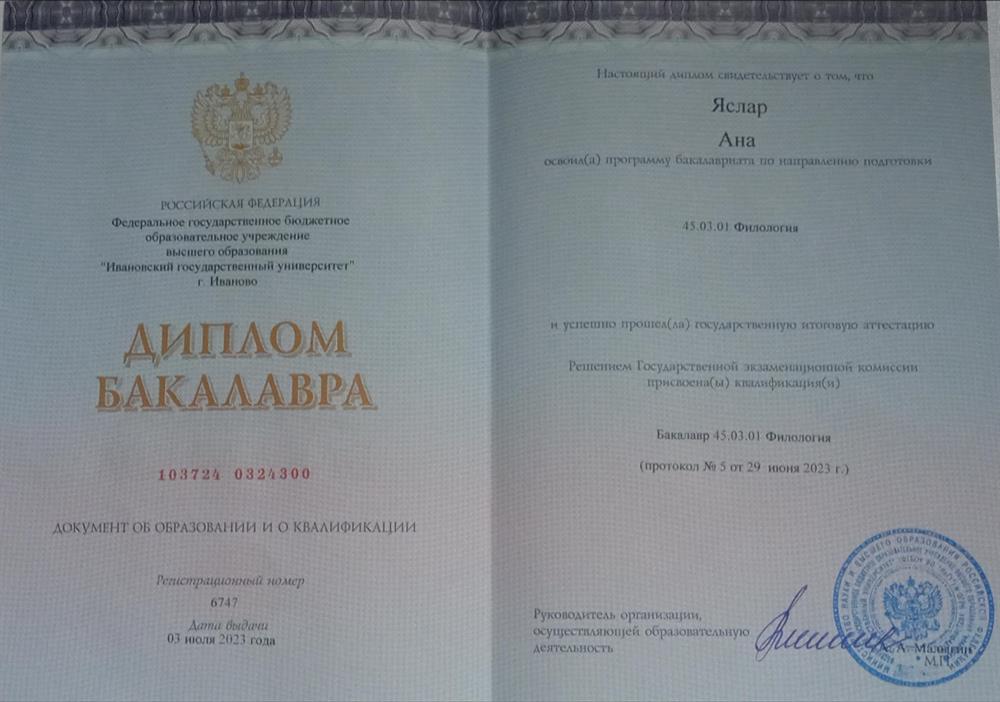 РОССИЙСКАЯ ФЕДЕРАЦИЯ
Федеральное государственное бюджетное
образовательное учреждение
высшего образования
"Ивановский государственный университет"
г. Иваново
ДИПЛОМ
БАКАЛАВРА
103724 0324300
ДОКУМЕНТ ОБ ОБРАЗОВАНИИ И О КВАЛИФИКАЦИИ
Регистрационный номер
6747
Дата выдачи
03 июля 2023 года
Настоящий диплом свидетельствует о том, что
Яслар
Ана
освоил(а) программу бакалавриата по направлению подготовки
45.03.01 Филология
и успешно прошел(ла) государственную итоговую аттестацию
Решением Государственной экзаменационной комиссии
присвоена(ы) квалификация(и)
Бакалавр 45.03.01 Филология
(протокол № 5 от 29 июня 2023 г.)
Руководитель организации,
осуществляющей образовательную
деятельность
А. А. Малыгин
М.П.